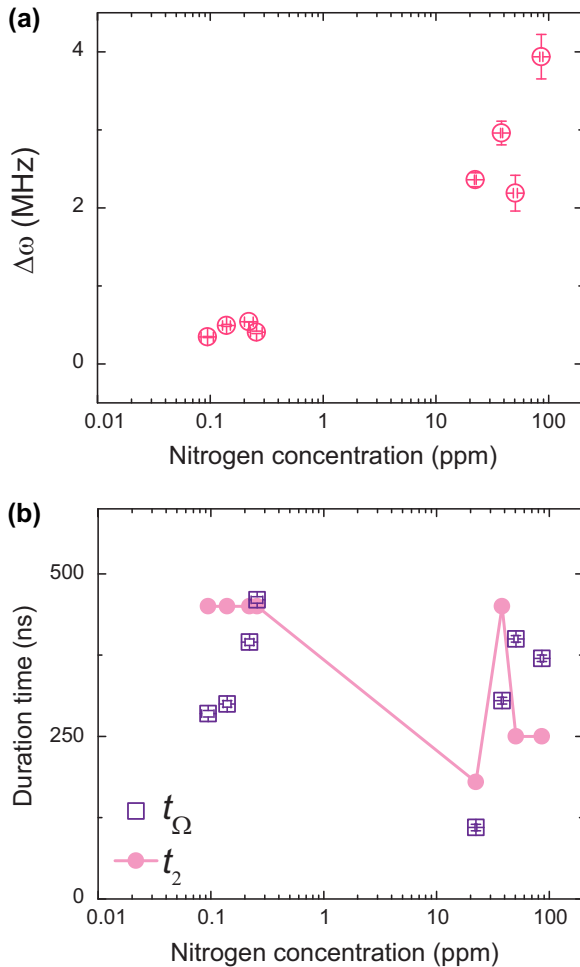 (a)
4
2
0
Δω (MHz)
0.01 0.1 1 10 100
Nitrogen concentration (ppm)
(b)
500
250
0
Duration time (ns)
tΩ
t2
0.01 0.1 1 10 100
Nitrogen concentration (ppm)